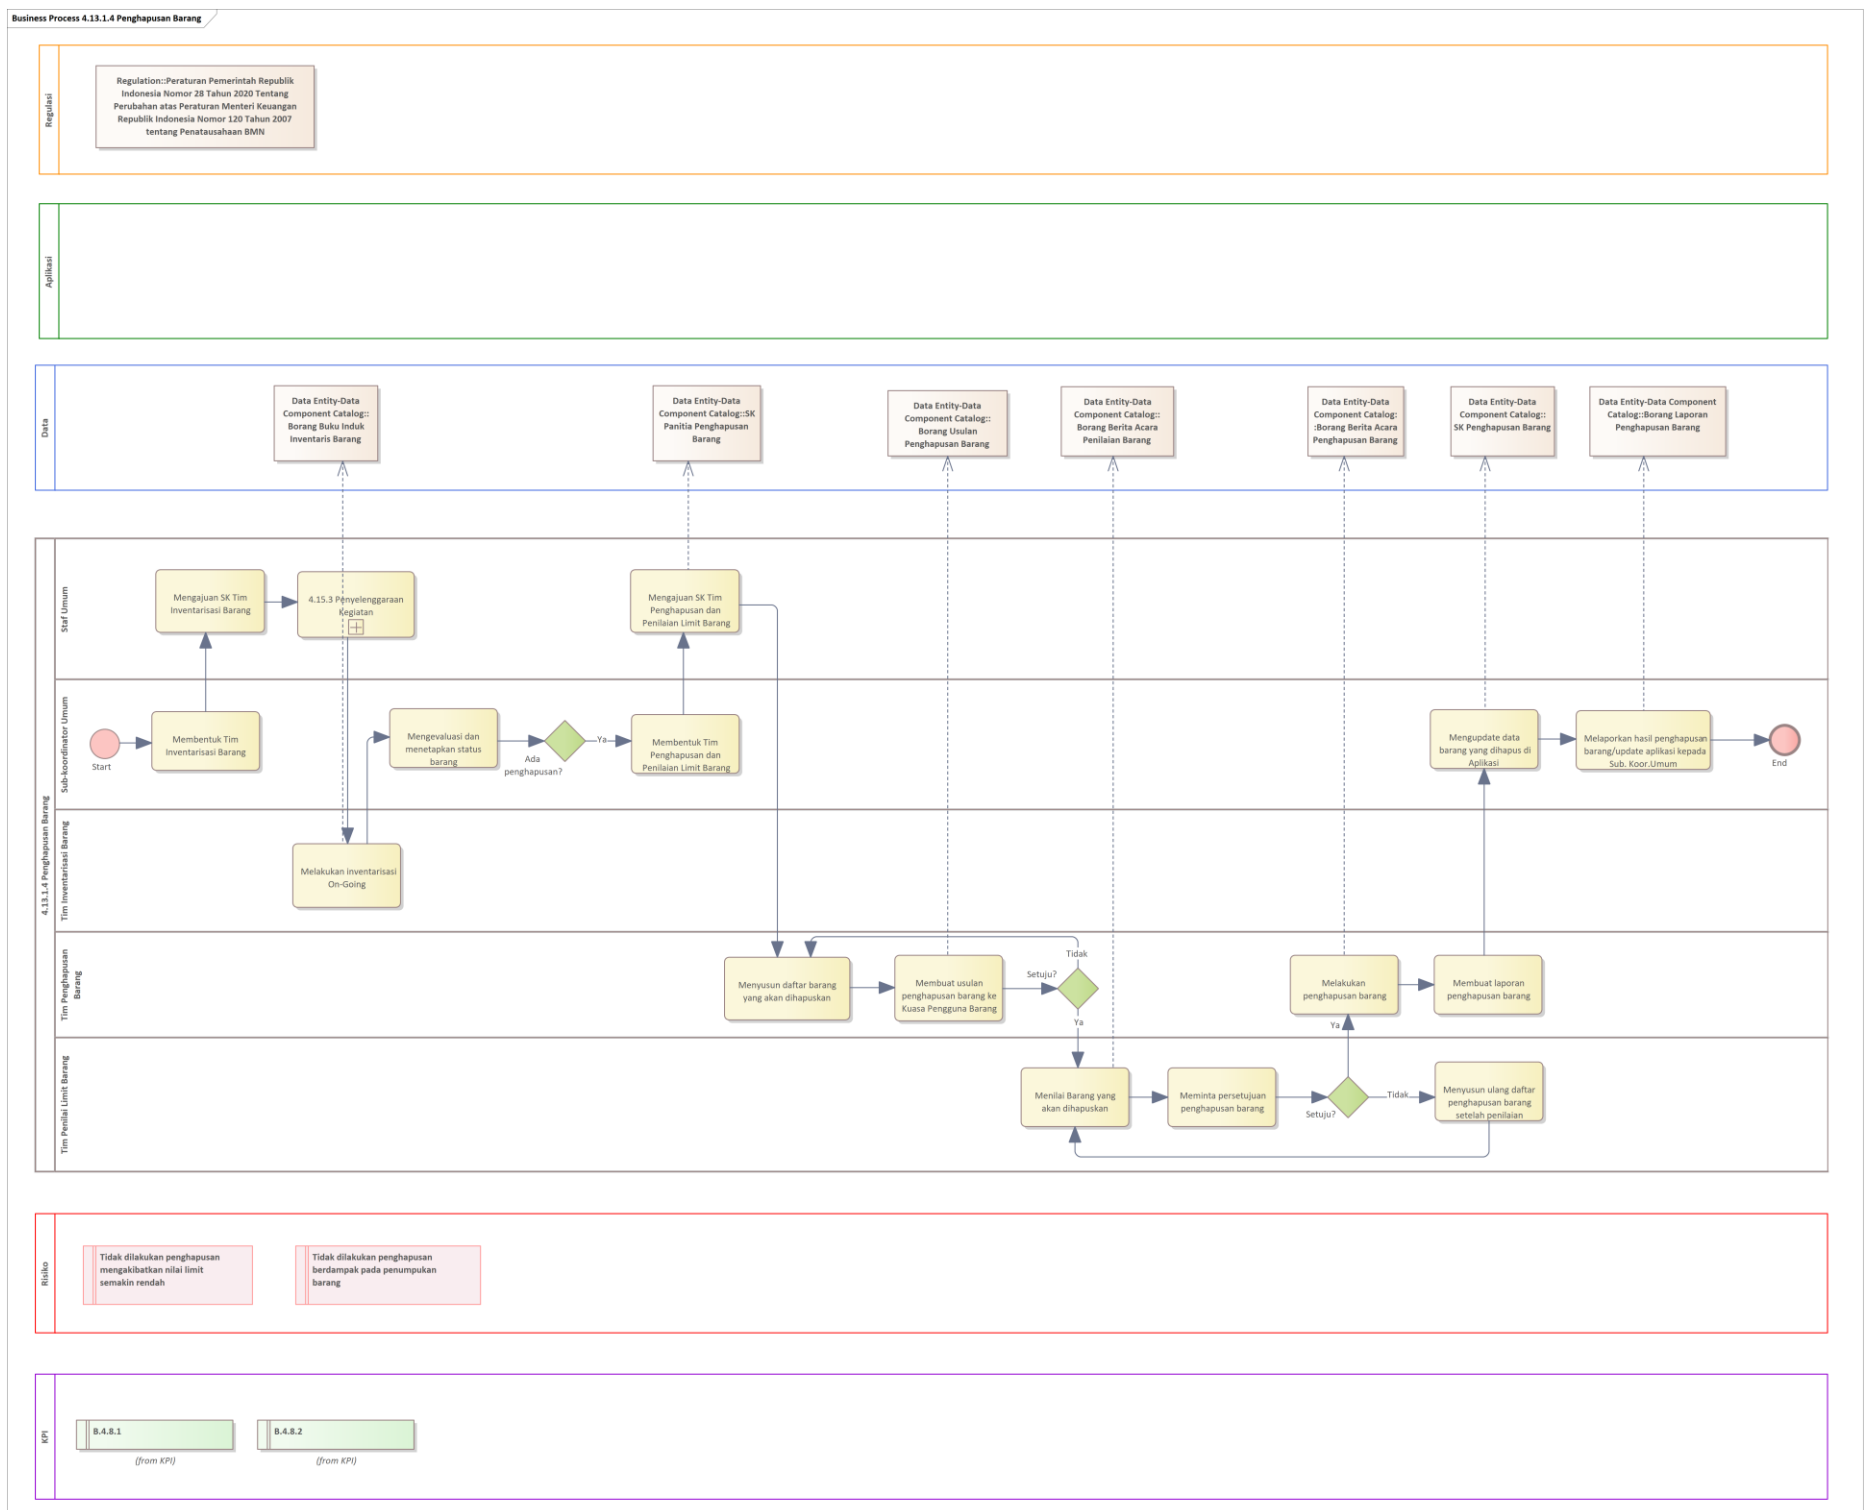 Business Process 4.13.1.4 Penghapusan Barang
Regulasi
Regulation::Peraturan Pemerintah Republik
Indonesia Nomor 28 Tahun 2020 Tentang
Perubahan atas Peraturan Menteri Keuangan
Republik Indonesia Nomor 120 Tahun 2007
tentang Penatausahaan BMN
Aplikasi
Data
Data Entity-Data
Component Catalog::
Borang Buku Induk
Inventaris Barang
Data Entity-Data
Component Catalog::SK
Panitia Penghapusan
Barang
Data Entity-Data
Component Catalog::
Borang Usulan
Penghapusan Barang
Data Entity-Data
Component Catalog::
Borang Berita Acara
Penilaian Barang
Data Entity-Data
Component Catalog:
:Borang Berita Acara
Penghapusan Barang
Data Entity-Data
Component Catalog::
SK Penghapusan Barang
Data Entity-Data Component
Catalog::Borang Laporan
Penghapusan Barang
4.13.1.4 Penghapusan Barang
Staf Umum
Mengajuan SK Tim
Inventarisasi Barang
4.15.3 Penyelenggaraan
Kegiatan
Mengajuan SK Tim
Penghapusan dan
Penilaian Limit Barang
Sub-koordinator Umum
Start
Membentuk Tim
Inventarisasi Barang
Mengevaluasi dan
menetapkan status
barang
Ada
penghapusan?
Ya
Membentuk Tim
Penghapusan dan
Penilaian Limit Barang
Mengupdate data
barang yang dihapus di
Aplikasi
Melaporkan hasil penghapusan
barang/update aplikasi kepada
Sub. Koor.Umum
End
Tim Inventarisasi Barang
Melakukan inventarisasi
On-Going
Tim Penghapusan
Barang
Menyusun daftar barang
yang akan dihapuskan
Membuat usulan
penghapusan barang ke
Kuasa Pengguna Barang
Setuju?
Tidak
Ya
Melakukan
penghapusan barang
Membuat laporan
penghapusan barang
Ya
Tim Penilai Limit Barang
Menilai Barang yang
akan dihapuskan
Meminta persetujuan
penghapusan barang
Setuju?
Tidak
Menyusun ulang daftar
penghapusan barang
setelah penilaian
Risiko
Tidak dilakukan penghapusan
mengakibatkan nilai limit
semakin rendah
Tidak dilakukan penghapusan
berdampak pada penumpukan
barang
KPI
B.4.8.1
(from KPI)
B.4.8.2
(from KPI)